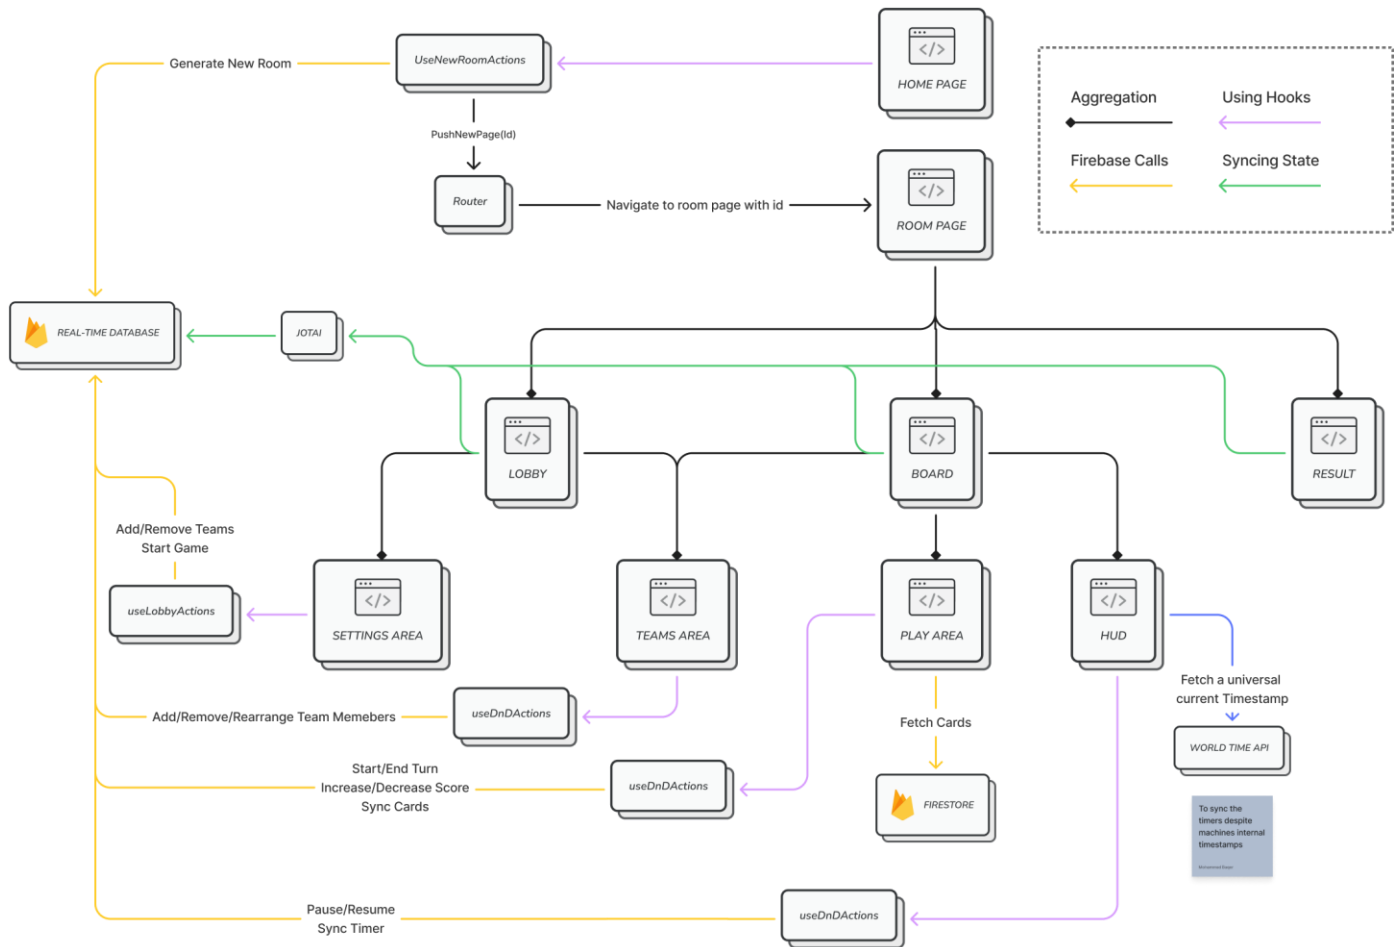 Generate New Room
UseNewRoomActions
HOME PAGE
Aggregation
Using Hooks
Firebase Calls
Syncing State
PushNewPage(Id)
Router
Navigate to room page with id
ROOM PAGE
REAL-TIME DATABASE
JOTAI
LOBBY
BOARD
RESULT
Add/Remove Teams
Start Game
useLobbyActions
SETTINGS AREA
TEAMS AREA
PLAY AREA
HUD
Fetch a universal
current Timestamp
Add/Remove/Rearrange Team Memebers
useDnDActions
Fetch Cards
WORLD TIME API
Start/End Turn
Increase/Decrease Score
Sync Cards
useDnDActions
FIRESTORE
To sync the
timers despite
machines internal
timestamps
Pause/Resume
Sync Timer
useDnDActions